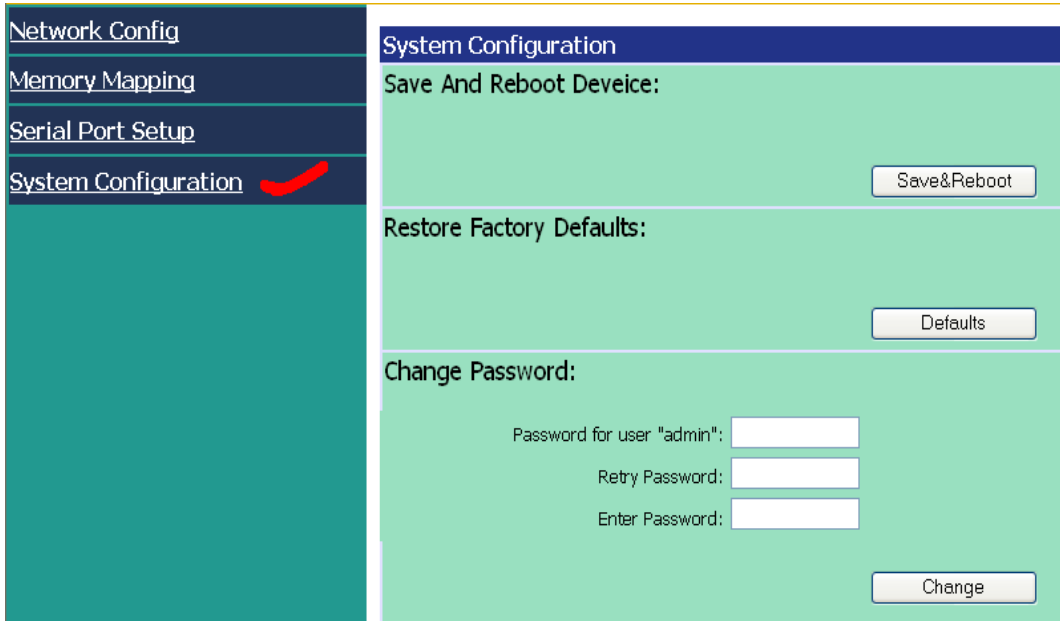 Network Config
Memory Mapping
Serial Port Setup
System Configuration
System Configuration
Save And Reboot Deveice:
Save&Reboot
Restore Factory Defaults:
Defaults
Change Password:
Password for user "admin":
Retry Password:
Enter Password:
Change